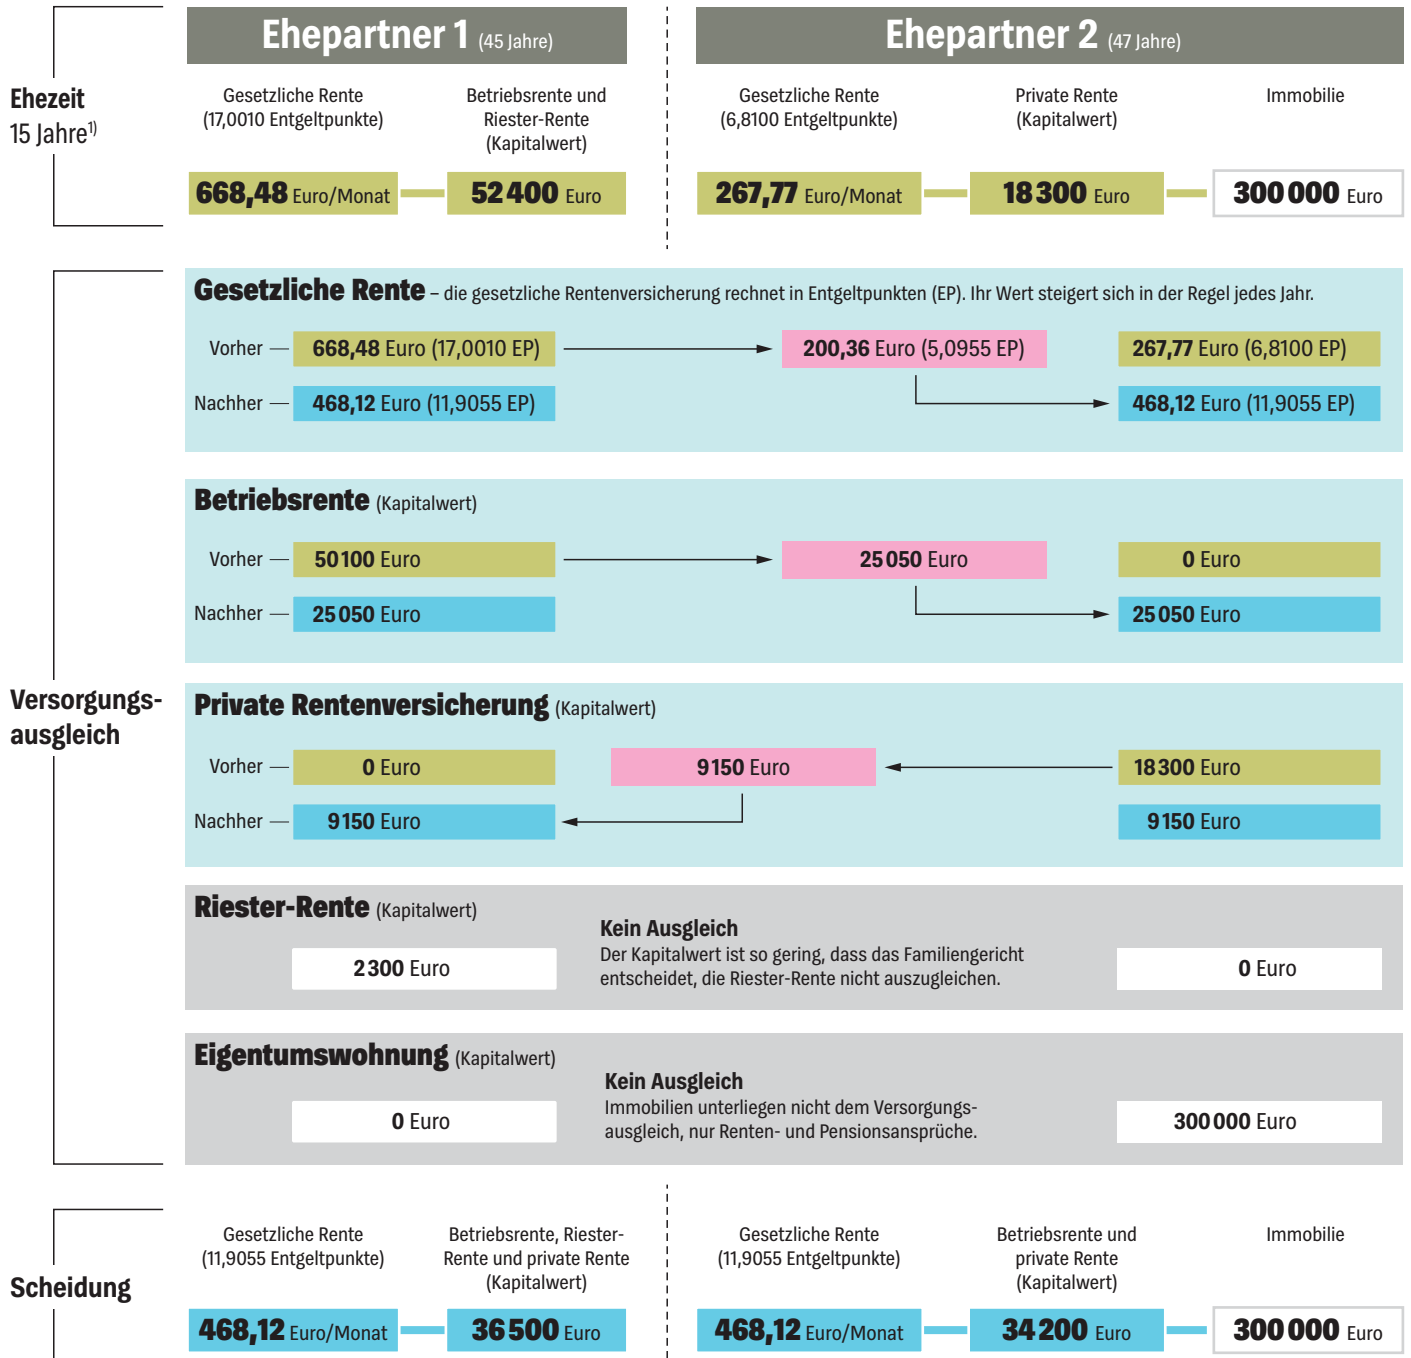 Ehepartner 1 (45 Jahre)
Ehepartner 2 (47 Jahre)
Ehezeit
15 Jahre¹⁾
Gesetzliche Rente
(17,0010 Entgeltpunkte)
Betriebsrente und
Riester-Rente
(Kapitalwert)
Gesetzliche Rente
(6,8100 Entgeltpunkte)
Private Rente
(Kapitalwert)
Immobilie
668,48 Euro/Monat
52 400 Euro
267,77 Euro/Monat
18 300 Euro
300 000 Euro
Versorgungs-
ausgleich
Gesetzliche Rente – die gesetzliche Rentenversicherung rechnet in Entgeltpunkten (EP). Ihr Wert steigert sich in der Regel jedes Jahr.
Vorher
668,48 Euro (17,0010 EP)
200,36 Euro (5,0955 EP)
267,77 Euro (6,8100 EP)
Nachher
468,12 Euro (11,9055 EP)
468,12 Euro (11,9055 EP)
Betriebsrente (Kapitalwert)
Vorher
50 100 Euro
25 050 Euro
0 Euro
Nachher
25 050 Euro
25 050 Euro
Private Rentenversicherung (Kapitalwert)
Vorher
0 Euro
9 150 Euro
18 300 Euro
Nachher
9 150 Euro
9 150 Euro
Riester-Rente (Kapitalwert)
2 300 Euro
Kein Ausgleich
Der Kapitalwert ist so gering, dass das Familiengericht
entscheidet, die Riester-Rente nicht auszugleichen.
0 Euro
Eigentumswohnung (Kapitalwert)
0 Euro
Kein Ausgleich
Immobilien unterliegen nicht dem Versorgungs-
ausgleich, nur Renten- und Pensionsansprüche.
300 000 Euro
Scheidung
Gesetzliche Rente
(11,9055 Entgeltpunkte)
Betriebsrente, Riester-
Rente und private Rente
(Kapitalwert)
Gesetzliche Rente
(11,9055 Entgeltpunkte)
Betriebsrente und
private Rente
(Kapitalwert)
Immobilie
468,12 Euro/Monat
36 500 Euro
468,12 Euro/Monat
34 200 Euro
300 000 Euro